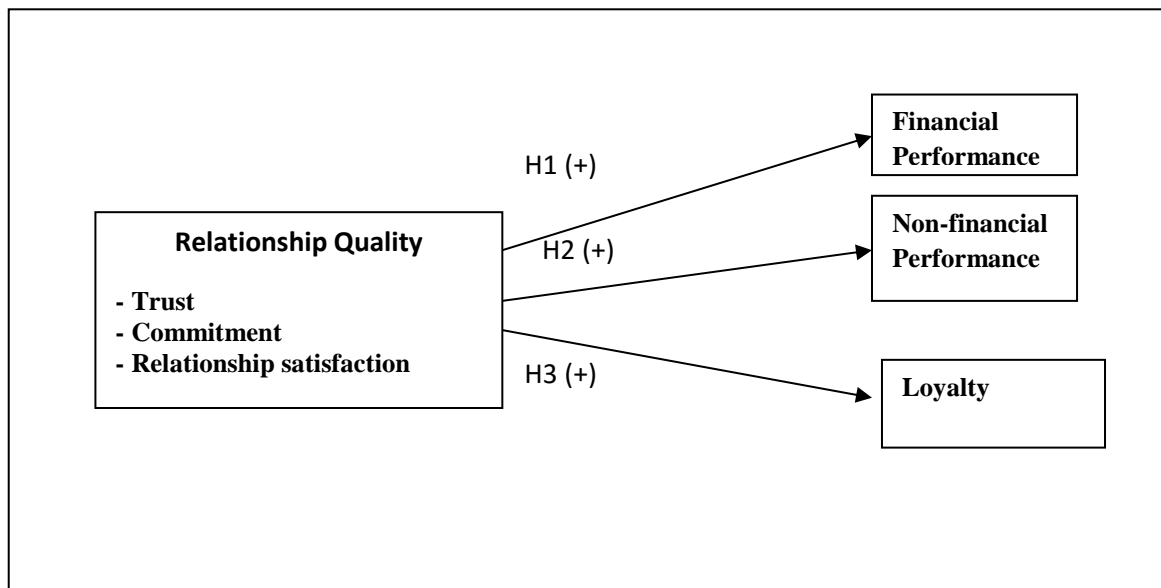 Relationship Quality
- Trust
- Commitment
- Relationship satisfaction
H1 (+)
H2 (+)
H3 (+)
Financial
Performance
Non-financial
Performance
Loyalty